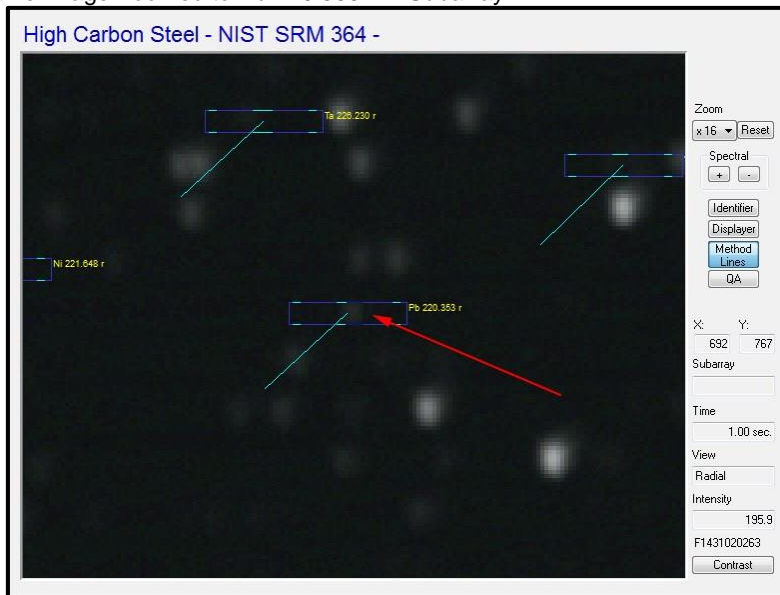 High Carbon Steel - NIST SRM 364 -
Ta 226.230 r
Ni 221.648 r
Pb 220.353 r
Zoom
x 16
Reset
Spectral
+
-
Identifier
Displayer
Method
Lines
QA
X: Y:
692 767
Subarray
Time
1.00 sec.
View
Radial
Intensity
195.9
F1431020263
Contrast